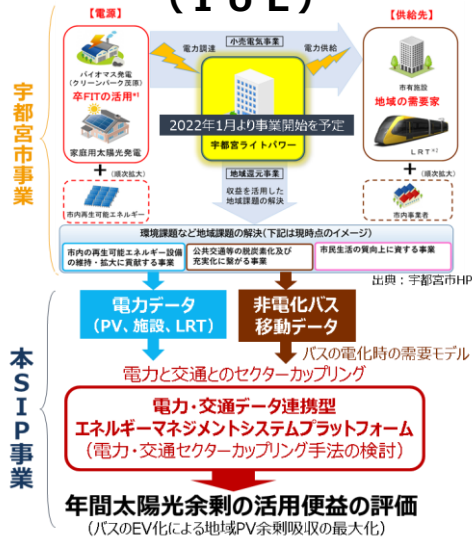 （ＩＵＥ）
【電源】
小売電気事業
【供給先】
電力調達
電力供給
バイオマス発電
(クリーンパーク茂原)
卒FITの活用*¹
家庭用太陽光発電
2022年1月より事業開始を予定
宇都宮ライトパワー
市有施設
地域の需要家
LRT*²
+
(順次拡大)
市内再生可能エネルギー
地域還元事業
収益を活用した
地域課題の解決
+
(順次拡大)
市内事業者
宇都宮市事業
環境課題など地域課題の解決(下記は現時点のイメージ)
市内の再生可能エネルギー設備
の維持・拡大に貢献する事業
公共交通等の脱炭素化及び
充実化に繋がる事業
市民生活の質向上に資する事業
出典：宇都宮市HP
電力データ
(PV、施設、LRT)
非電化バス
移動データ
バスの電化時の需要モデル
本ＳＩＰ事業
電力と交通とのセクターカップリング
電力・交通データ連携型
エネルギーマネジメントシステムプラットフォーム
(電力・交通セクターカップリング手法の検討)
年間太陽光余剰の活用便益の評価
(バスのEV化による地域PV余剰吸収の最大化)